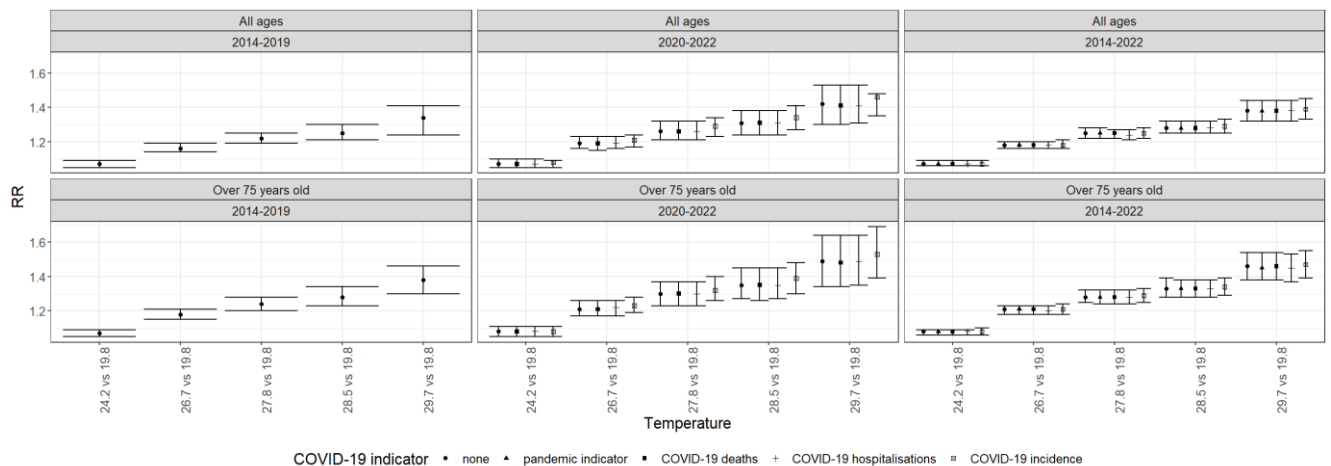 All ages
All ages
All ages
2014-2019
2020-2022
2014-2022
1.6
1.4
1.2
RR
Over 75 years old
Over 75 years old
Over 75 years old
2014-2019
2020-2022
2014-2022
1.6
1.4
1.2
24.2 vs 19.8
26.7 vs 19.8
27.8 vs 19.8
28.5 vs 19.8
29.7 vs 19.8
24.2 vs 19.8
26.7 vs 19.8
27.8 vs 19.8
28.5 vs 19.8
29.7 vs 19.8
24.2 vs 19.8
26.7 vs 19.8
27.8 vs 19.8
28.5 vs 19.8
29.7 vs 19.8
Temperature
COVID-19 indicator none pandemic indicator COVID-19 deaths COVID-19 hospitalisations COVID-19 incidence